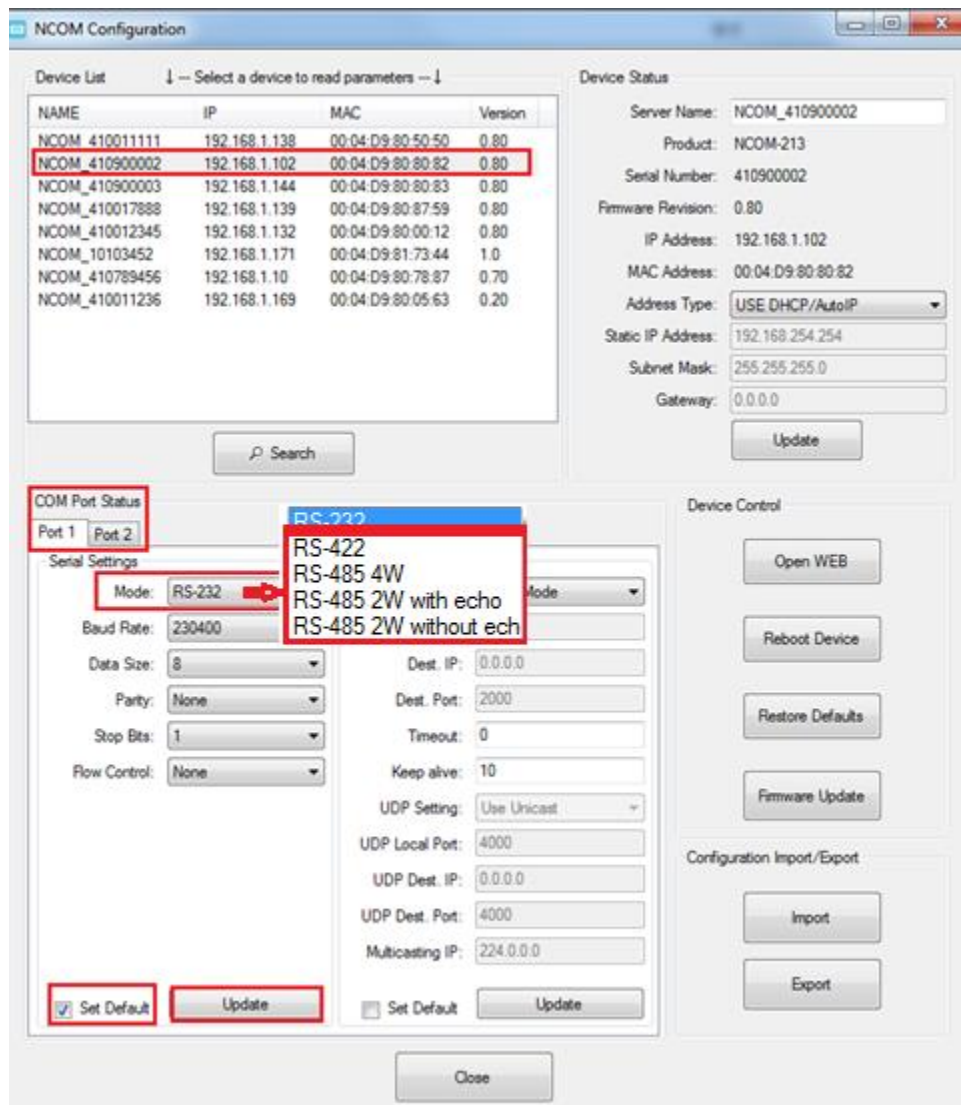 NCOM Configuration
Device List ↓ -- Select a device to read parameters -- ↓
NAME IP MAC Version
NCOM_410011111 192.168.1.138 00:04:D9:80:50:50 0.80
NCOM_410900002 192.168.1.102 00:04:D9:80:80:82 0.80
NCOM_410900003 192.168.1.144 00:04:D9:80:80:83 0.80
NCOM_410017888 192.168.1.139 00:04:D9:80:87:59 0.80
NCOM_410012345 192.168.1.132 00:04:D9:80:00:12 0.80
NCOM_10103452 192.168.1.171 00:04:D9:81:73:44 1.0
NCOM_410789456 192.168.1.10 00:04:D9:80:78:87 0.70
NCOM_410011236 192.168.1.169 00:04:D9:80:05:63 0.20
Search
Device Status
Server Name: NCOM_410900002
Product: NCOM-213
Serial Number: 410900002
Firmware Revision: 0.80
IP Address: 192.168.1.102
MAC Address: 00:04:D9:80:80:82
Address Type: USE DHCP/AutoIP
Static IP Address: 192.168.254.254
Subnet Mask: 255.255.255.0
Gateway: 0.0.0.0
Update
COM Port Status
Port 1 Port 2
Serial Settings
Mode: RS-232
RS-232
RS-422
RS-485 4W
RS-485 2W with echo
RS-485 2W without ech
Baud Rate: 230400
Data Size: 8
Parity: None
Stop Bits: 1
Flow Control: None
Set Default Update
Mode
Dest. IP: 0.0.0.0
Dest. Port: 2000
Timeout: 0
Keep alive: 10
UDP Setting: Use Unicast
UDP Local Port: 4000
UDP Dest. IP: 0.0.0.0
UDP Dest. Port: 4000
Multicasting IP: 224.0.0.0
Set Default Update
Device Control
Open WEB
Reboot Device
Restore Defaults
Firmware Update
Configuration Import/Export
Import
Export
Close